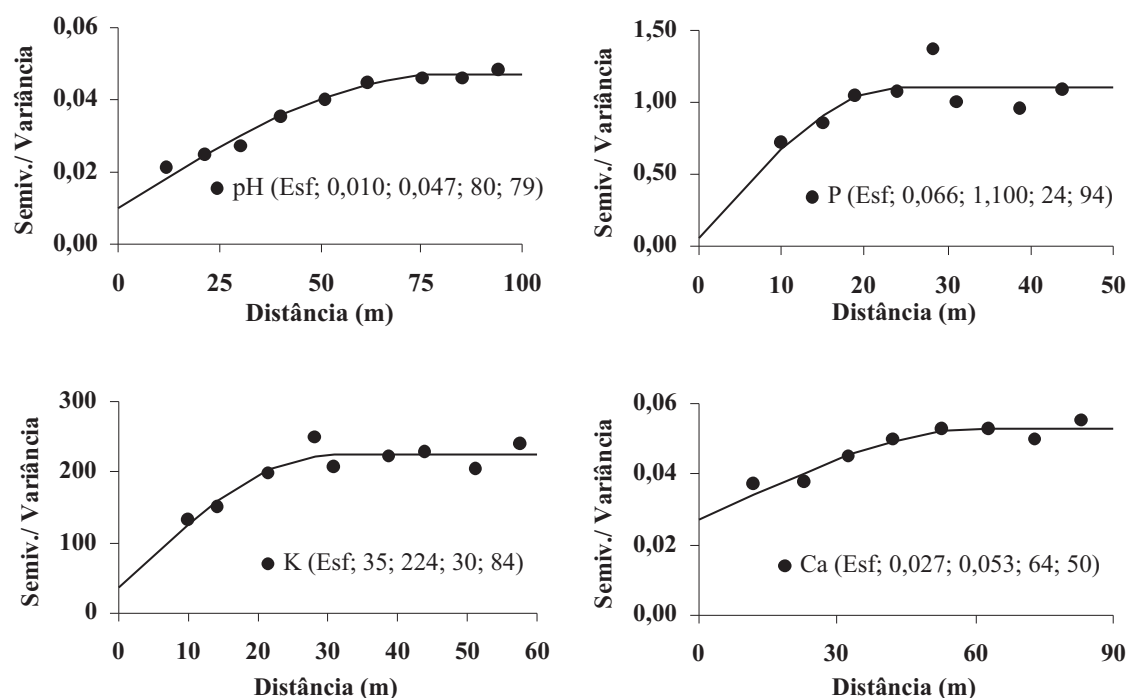 0,06
0,04
0,02
0,00
Semiv./ Variância
pH (Esf; 0,010; 0,047; 80; 79)
0 25 50 75 100
Distância (m)
1,50
1,00
0,50
0,00
Semiv./ Variância
P (Esf; 0,066; 1,100; 24; 94)
0 10 20 30 40 50
Distância (m)
300
200
100
0
Semiv./ Variância
K (Esf; 35; 224; 30; 84)
0 10 20 30 40 50 60
Distância (m)
0,06
0,04
0,02
0,00
Semiv./ Variância
Ca (Esf; 0,027; 0,053; 64; 50)
0 30 60 90
Distância (m)